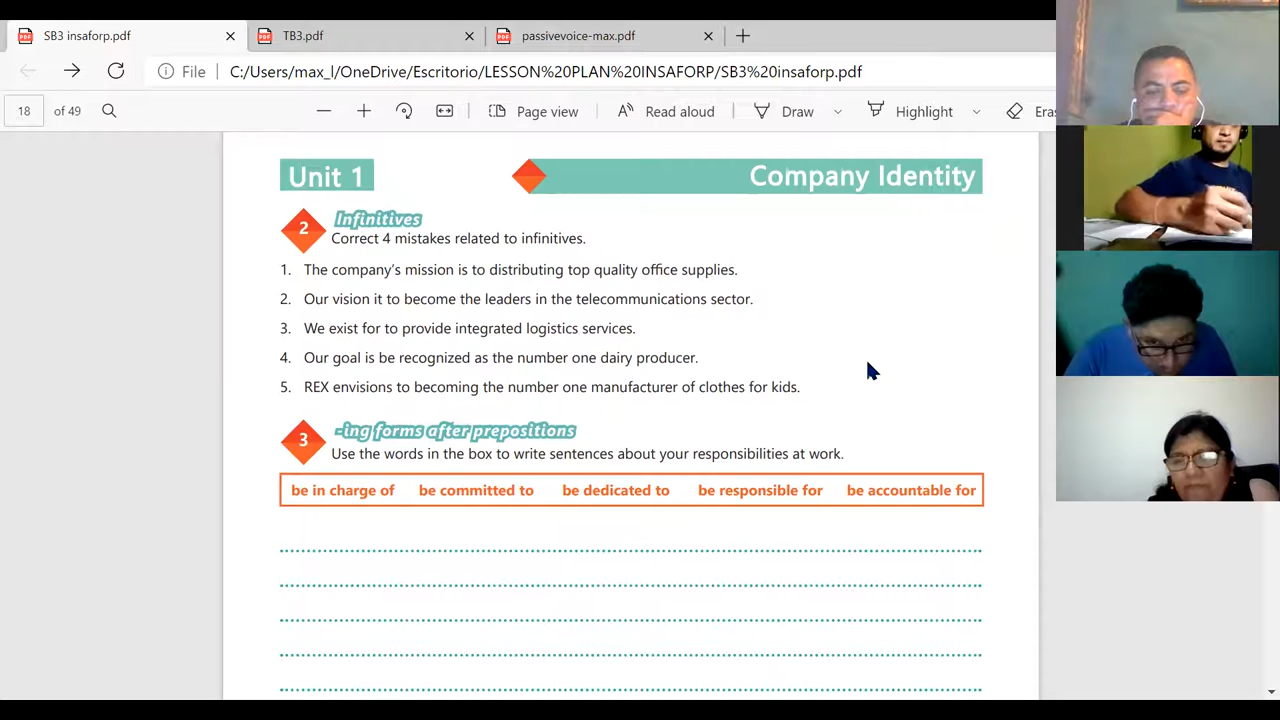 SB3 insaforp.pdf
TB3.pdf
passivevoice-max.pdf
File C:/Users/max_l/OneDrive/Escritorio/LESSON%20PLAN%20INSAFORP/SB3%20insaforp.pdf
18 of 49
Page view
Read aloud
Draw
Highlight
Eras
Unit 1
Company Identity
2 Infinitives
Correct 4 mistakes related to infinitives.
1. The company's mission is to distributing top quality office supplies.
2. Our vision it to become the leaders in the telecommunications sector.
3. We exist for to provide integrated logistics services.
4. Our goal is be recognized as the number one dairy producer.
5. REX envisions to becoming the number one manufacturer of clothes for kids.
3 -ing forms after prepositions
Use the words in the box to write sentences about your responsibilities at work.
be in charge of be committed to be dedicated to be responsible for be accountable for